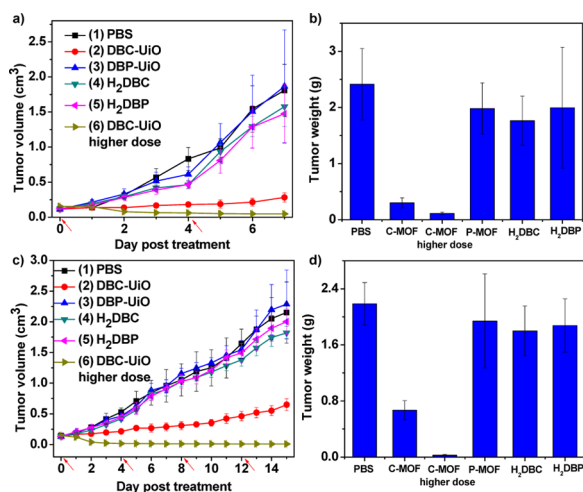 a)
(1) PBS
(2) DBC-UiO
(3) DBP-UiO
(4) H₂DBC
(5) H₂DBP
(6) DBC-UiO
higher dose
Tumor volume (cm³)
2.5
2.0
1.5
1.0
0.5
0.0
0 2 4 6
Day post treatment
b)
Tumor weight (g)
3
2
1
0
PBS C-MOF C-MOF P-MOF H₂DBC H₂DBP
higher dose
c)
(1) PBS
(2) DBC-UiO
(3) DBP-UiO
(4) H₂DBC
(5) H₂DBP
(6) DBC-UiO
higher dose
Tumor volume (cm³)
3.0
2.5
2.0
1.5
1.0
0.5
0.0
0 2 4 6 8 10 12 14
Day post treatment
d)
Tumor weight (g)
2.4
1.6
0.8
0.0
PBS C-MOF C-MOF P-MOF H₂DBC H₂DBP
higher dose